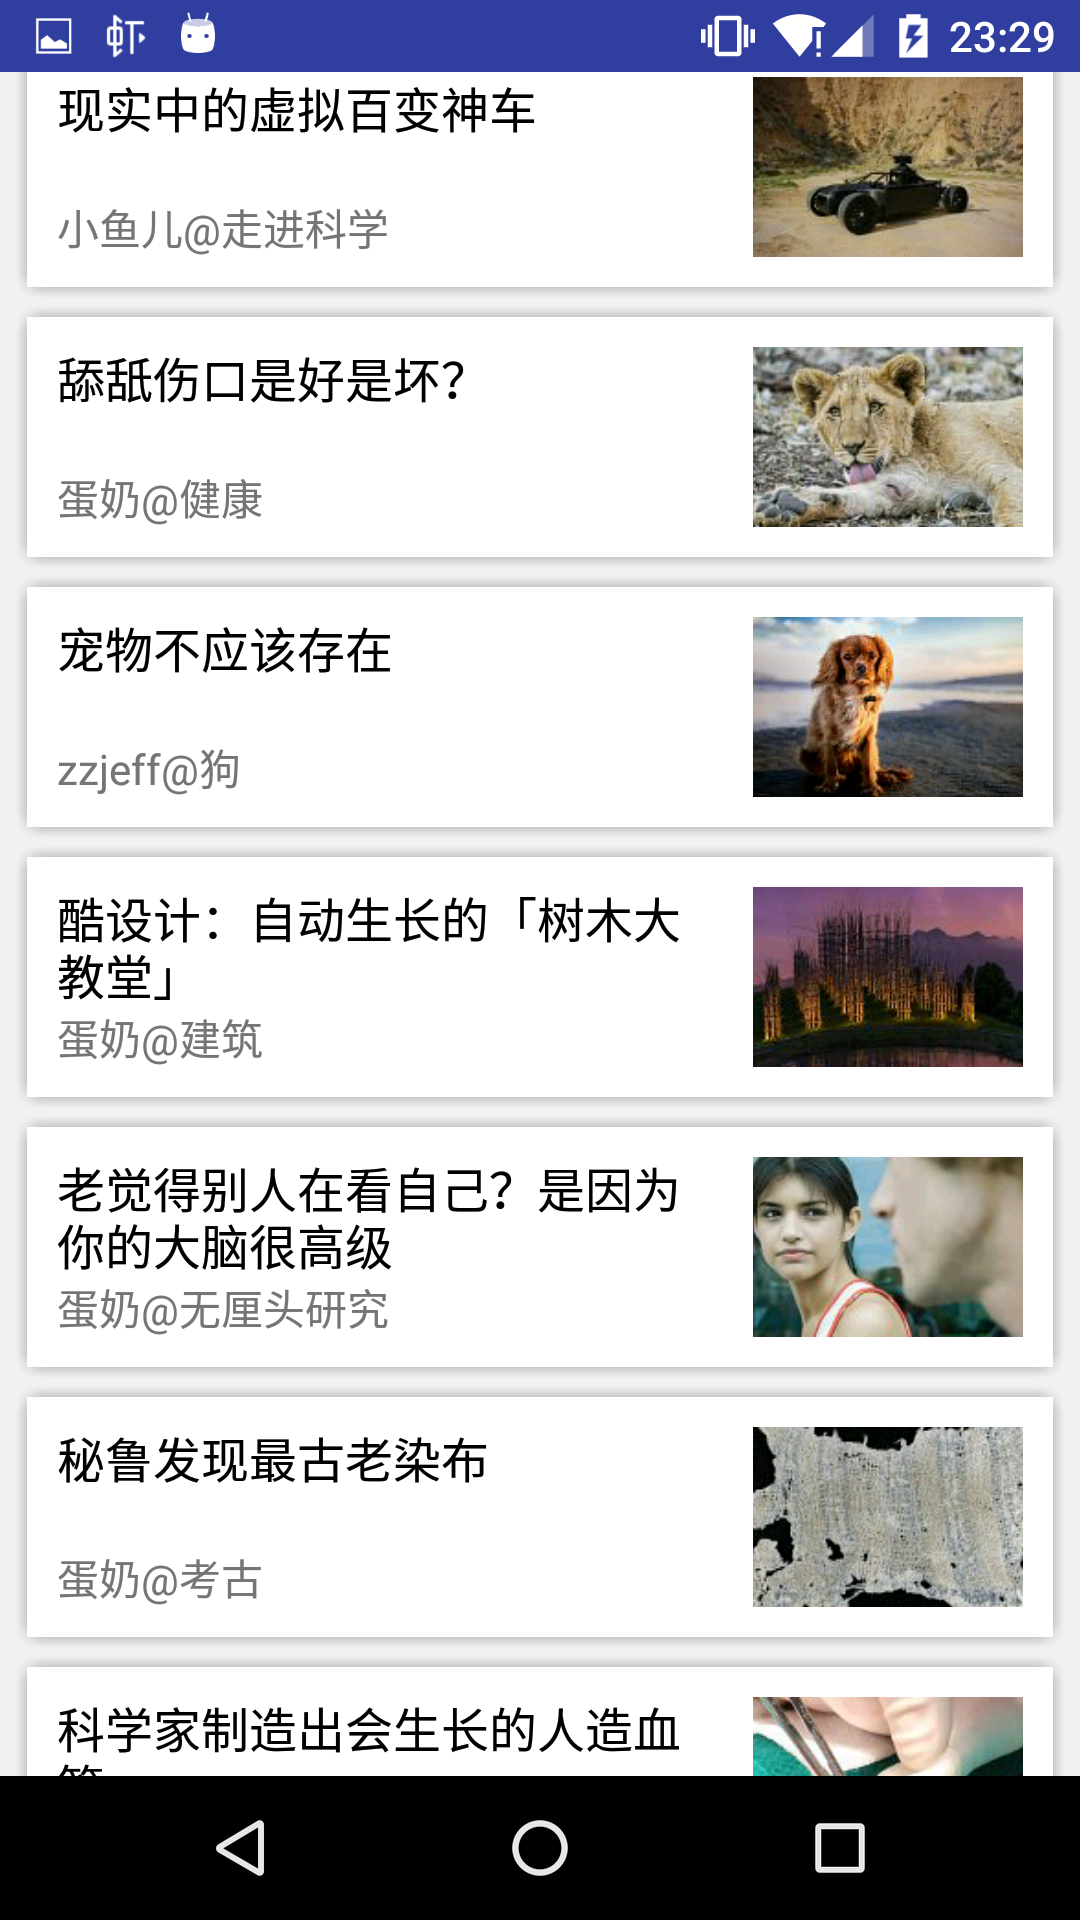 23:29
现实中的虚拟百变神车
小鱼儿@走进科学
舔舐伤口是好是坏？
蛋奶@健康
宠物不应该存在
zzjeff@狗
酷设计：自动生长的「树木大
教堂」
蛋奶@建筑
老觉得别人在看自己？是因为
你的大脑很高级
蛋奶@无厘头研究
秘鲁发现最古老染布
蛋奶@考古
科学家制造出会生长的人造血